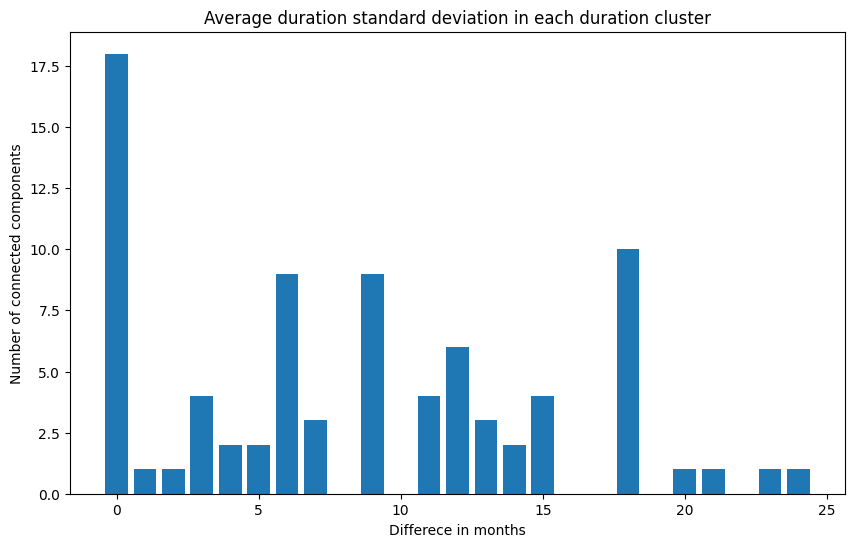 Average duration standard deviation in each duration cluster
17.5
15.0
12.5
10.0
7.5
5.0
2.5
0.0
Number of connected components
0 5 10 15 20 25
Differece in months